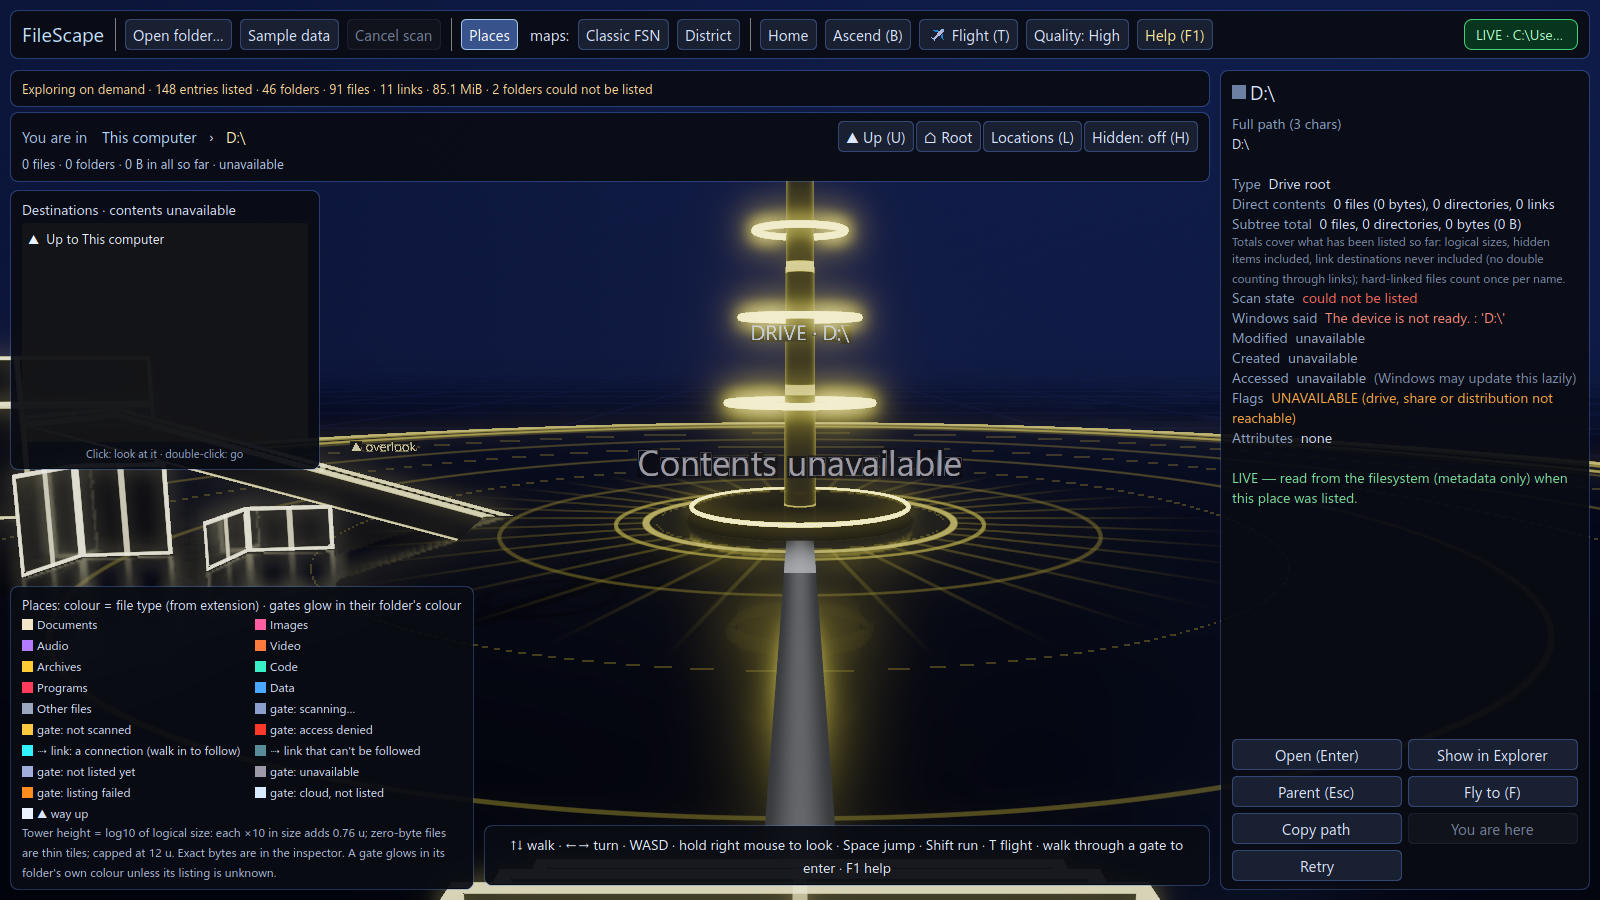 FileScape
Open folder...
Sample data
Cancel scan
Places
maps:
Classic FSN
District
Home
Ascend (B)
Flight (T)
Quality: High
Help (F1)
LIVE · C:\Use...
Exploring on demand · 148 entries listed · 46 folders · 91 files · 11 links · 85.1 MiB · 2 folders could not be listed
You are in This computer › D:\
▲ Up (U)
Root
Locations (L)
Hidden: off (H)
0 files · 0 folders · 0 B in all so far · unavailable
Destinations · contents unavailable
▲ Up to This computer
Click: look at it · double-click: go
DRIVE · D:\
▲ overlook
Contents unavailable
Places: colour = file type (from extension) · gates glow in their folder's colour
Documents
Images
Audio
Video
Archives
Code
Programs
Data
Other files
gate: scanning...
gate: not scanned
gate: access denied
→ link: a connection (walk in to follow)
→ link that can't be followed
gate: not listed yet
gate: unavailable
gate: listing failed
gate: cloud, not listed
▲ way up
Tower height = log10 of logical size: each ×10 in size adds 0.76 u; zero-byte files
are thin tiles; capped at 12 u. Exact bytes are in the inspector. A gate glows in its
folder's own colour unless its listing is unknown.
↑↓ walk · ←→ turn · WASD · hold right mouse to look · Space jump · Shift run · T flight · walk through a gate to
enter · F1 help
D:\
Full path (3 chars)
D:\
Type Drive root
Direct contents 0 files (0 bytes), 0 directories, 0 links
Subtree total 0 files, 0 directories, 0 bytes (0 B)
Totals cover what has been listed so far: logical sizes, hidden
items included, link destinations never included (no double
counting through links); hard-linked files count once per name.
Scan state could not be listed
Windows said The device is not ready. : 'D:\'
Modified unavailable
Created unavailable
Accessed unavailable (Windows may update this lazily)
Flags UNAVAILABLE (drive, share or distribution not
reachable)
Attributes none
LIVE — read from the filesystem (metadata only) when
this place was listed.
Open (Enter)
Show in Explorer
Parent (Esc)
Fly to (F)
Copy path
You are here
Retry